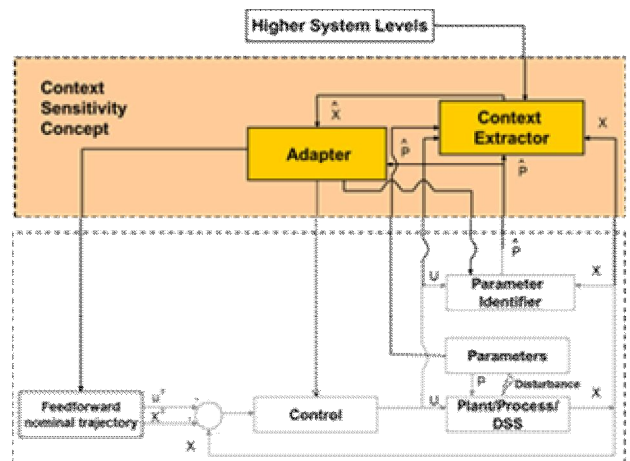 Higher System Levels
Context
Sensitivity
Concept
X̂
Context
Extractor
X
Adapter
P̂
P̂
P̂
U
Parameter
Identifier
X
Parameters
P
Disturbance
Feedforward
nominal trajectory
Control
U
Plant/Process/
DSS
X
X